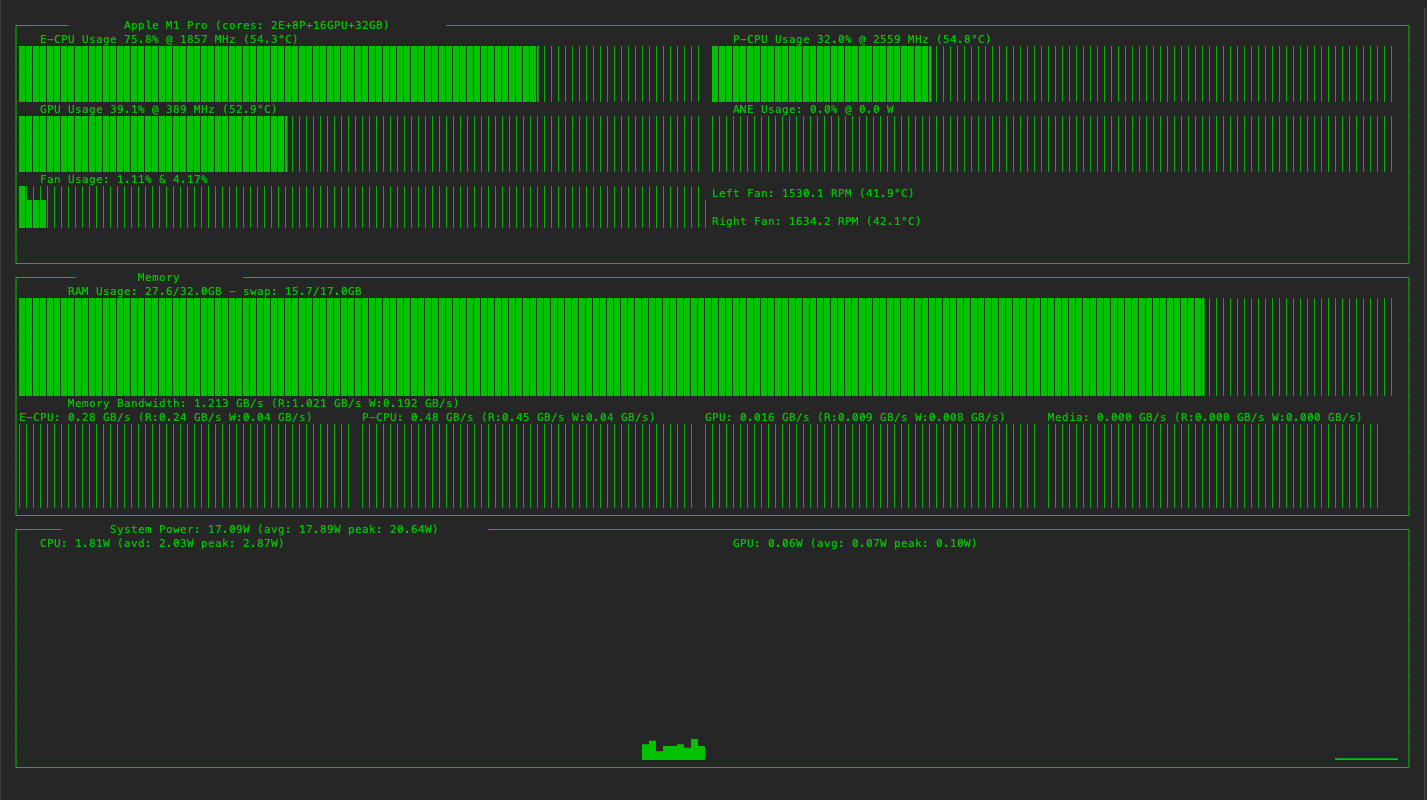 Apple M1 Pro (cores: 2E+8P+16GPU+32GB)
E-CPU Usage 75.8% @ 1857 MHz (54.3°C)
P-CPU Usage 32.0% @ 2559 MHz (54.8°C)
GPU Usage 39.1% @ 389 MHz (52.9°C)
ANE Usage: 0.0% @ 0.0 W
Fan Usage: 1.11% & 4.17%
Left Fan: 1530.1 RPM (41.9°C)
Right Fan: 1634.2 RPM (42.1°C)
Memory
RAM Usage: 27.6/32.0GB - swap: 15.7/17.0GB
Memory Bandwidth: 1.213 GB/s (R:1.021 GB/s W:0.192 GB/s)
E-CPU: 0.28 GB/s (R:0.24 GB/s W:0.04 GB/s)
P-CPU: 0.48 GB/s (R:0.45 GB/s W:0.04 GB/s)
GPU: 0.016 GB/s (R:0.009 GB/s W:0.008 GB/s)
Media: 0.000 GB/s (R:0.000 GB/s W:0.000 GB/s)
System Power: 17.09W (avg: 17.89W peak: 20.64W)
CPU: 1.81W (avd: 2.03W peak: 2.87W)
GPU: 0.06W (avg: 0.07W peak: 0.10W)